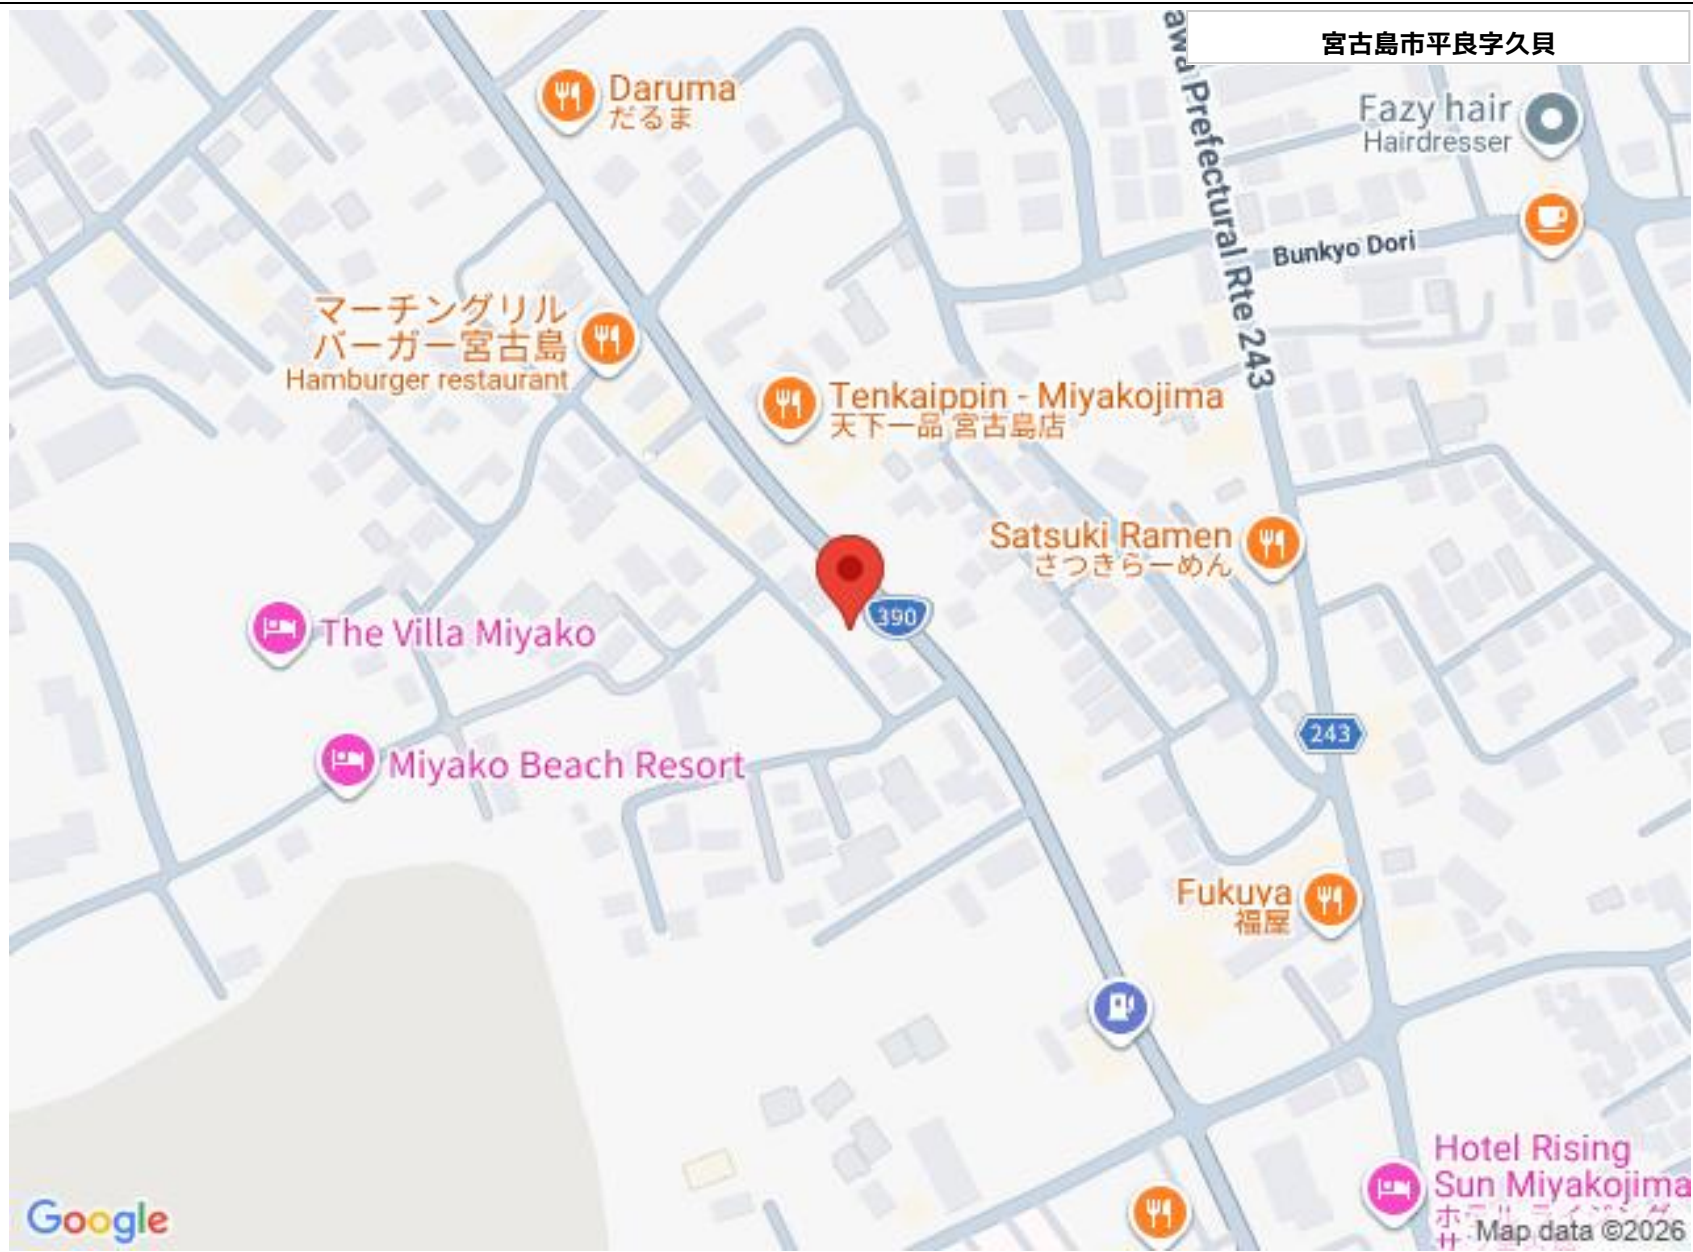 宮古島市平良字久貝
Daruma
だるま
awa Prefectural Rte 243
Fazy hair
Hairdresser
Bunkyo Dori
マーチングリル
バーガー宮古島
Hamburger restaurant
Tenkaippin - Miyakojima
天下一品 宮古島店
Satsuki Ramen
さつきらーめん
390
The Villa Miyako
243
Miyako Beach Resort
Fukuya
福屋
Hotel Rising
Sun Miyakojima
Google
Map data ©2026